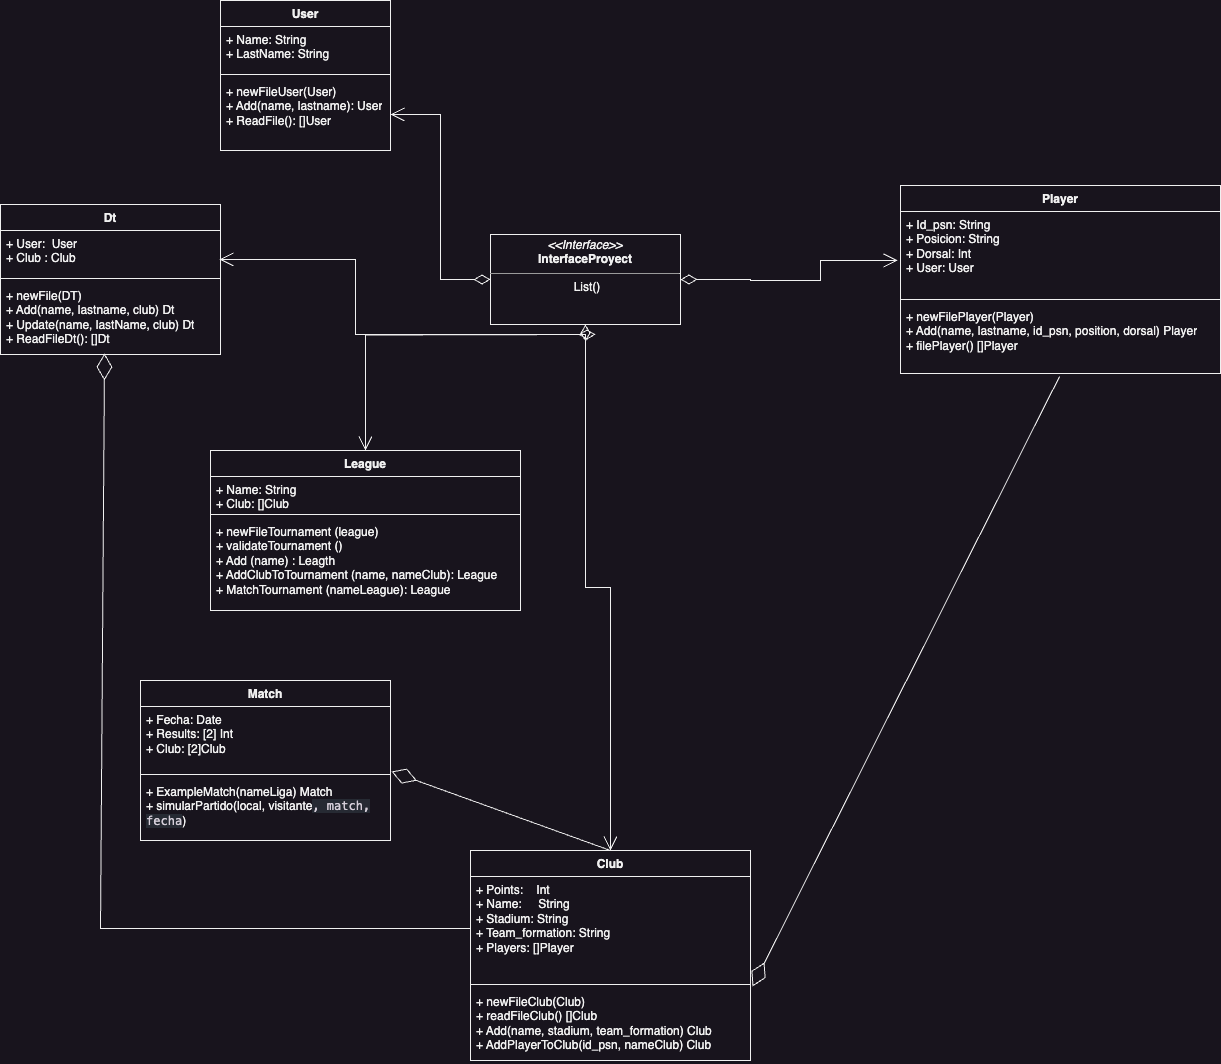 User
+ Name: String
+ LastName: String
+ newFileUser(User)
+ Add(name, lastname): User
+ ReadFile(): []User
Dt
+ User:  User
+ Club : Club
+ newFile(DT)
+ Add(name, lastname, club) Dt
+ Update(name, lastName, club) Dt
+ ReadFileDt(): []Dt
<<Interface>>
InterfaceProyect
List()
Player
+ Id_psn: String
+ Posicion: String
+ Dorsal: Int
+ User: User
+ newFilePlayer(Player)
+ Add(name, lastname, id_psn, position, dorsal) Player
+ filePlayer() []Player
League
+ Name: String
+ Club: []Club
+ newFileTournament (league)
+ validateTournament ()
+ Add (name) : Leagth
+ AddClubToTournament (name, nameClub): League
+ MatchTournament (nameLeague): League
Match
+ Fecha: Date
+ Results: [2] Int
+ Club: [2]Club
+ ExampleMatch(nameLiga) Match
+ simularPartido(local, visitante, match,
fecha)
Club
+ Points:    Int
+ Name:     String
+ Stadium: String
+ Team_formation: String
+ Players: []Player
+ newFileClub(Club)
+ readFileClub() []Club
+ Add(name, stadium, team_formation) Club
+ AddPlayerToClub(id_psn, nameClub) Club